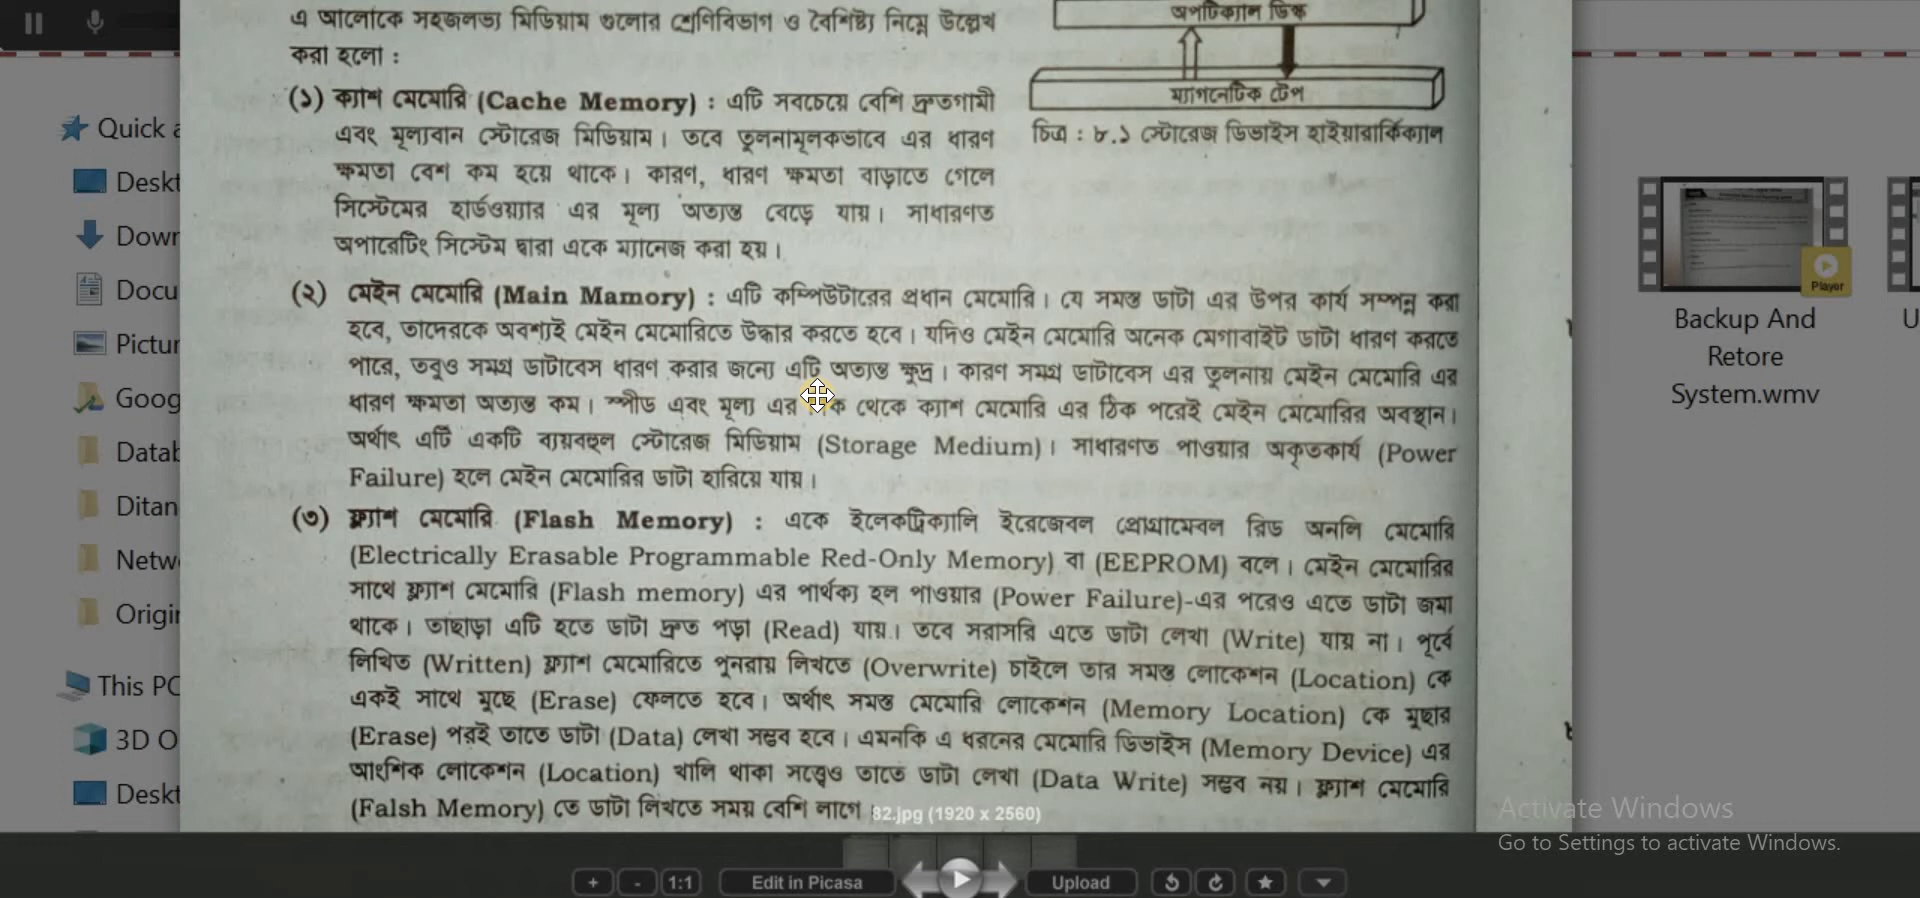 এ আলোকে সহজলভ্য মিডিয়াম গুলোর শ্রেণিবিভাগ ও বৈশিষ্ট্য নিম্নে উল্লেখ
করা হলো :
অপটিক্যাল ডিস্ক
ম্যাগনেটিক টেপ
চিত্র : ৮.১ স্টোরেজ ডিভাইস হাইয়ারার্কিক্যাল
(১) ক্যাশ মেমোরি (Cache Memory) : এটি সবচেয়ে বেশি দ্রুতগামী
এবং মূল্যবান স্টোরেজ মিডিয়াম। তবে তুলনামূলকভাবে এর ধারণ
ক্ষমতা বেশ কম হয়ে থাকে। কারণ, ধারণ ক্ষমতা বাড়াতে গেলে
সিস্টেমের হার্ডওয়্যার এর মূল্য অত্যন্ত বেড়ে যায়। সাধারণত
অপারেটিং সিস্টেম দ্বারা একে ম্যানেজ করা হয়।
(২) মেইন মেমোরি (Main Mamory) : এটি কম্পিউটারের প্রধান মেমোরি। যে সমস্ত ডাটা এর উপর কার্য সম্পন্ন করা
হবে, তাদেরকে অবশ্যই মেইন মেমোরিতে উদ্ধার করতে হবে। যদিও মেইন মেমোরি অনেক মেগাবাইট ডাটা ধারণ করতে
পারে, তবুও সমগ্র ডাটাবেস ধারণ করার জন্যে এটি অত্যন্ত ক্ষুদ্র। কারণ সমগ্র ডাটাবেস এর তুলনায় মেইন মেমোরি এর
ধারণ ক্ষমতা অত্যন্ত কম। স্পীড এবং মূল্য এর থেকে ক্যাশ মেমোরি এর ঠিক পরেই মেইন মেমোরির অবস্থান।
অর্থাৎ এটি একটি ব্যয়বহুল স্টোরেজ মিডিয়াম (Storage Medium)। সাধারণত পাওয়ার অকৃতকার্য (Power
Failure) হলে মেইন মেমোরির ডাটা হারিয়ে যায়।
(৩) ফ্ল্যাশ মেমোরি (Flash Memory) : একে ইলেকট্রিক্যালি ইরেজেবল প্রোগ্রামেবল রিড অনলি মেমোরি
(Electrically Erasable Programmable Red-Only Memory) বা (EEPROM) বলে। মেইন মেমোরির
সাথে ফ্ল্যাশ মেমোরি (Flash memory) এর পার্থক্য হল পাওয়ার (Power Failure)-এর পরেও এতে ডাটা জমা
থাকে। তাছাড়া এটি হতে ডাটা দ্রুত পড়া (Read) যায়। তবে সরাসরি এতে ডাটা লেখা (Write) যায় না। পূর্বে
লিখিত (Written) ফ্ল্যাশ মেমোরিতে পুনরায় লিখতে (Overwrite) চাইলে তার সমস্ত লোকেশন (Location) কে
একই সাথে মুছে (Erase) ফেলতে হবে। অর্থাৎ সমস্ত মেমোরি লোকেশন (Memory Location) কে মুছার
(Erase) পরই তাতে ডাটা (Data) লেখা সম্ভব হবে। এমনকি এ ধরনের মেমোরি ডিভাইস (Memory Device) এর
আংশিক লোকেশন (Location) খালি থাকা সত্ত্বেও তাতে ডাটা লেখা (Data Write) সম্ভব নয়। ফ্ল্যাশ মেমোরি
(Falsh Memory) তে ডাটা লিখতে সময় বেশি লাগে
82.jpg (1920 x 2560)
Quick a
Deskt
Down
Docu
Pictur
Goog
Datab
Ditan
Netw
Origin
This PC
3D O
Deskt
Player
Backup And
Retore
System.wmv
U
Activate Windows
Go to Settings to activate Windows.
+ - 1:1 Edit in Picasa Upload